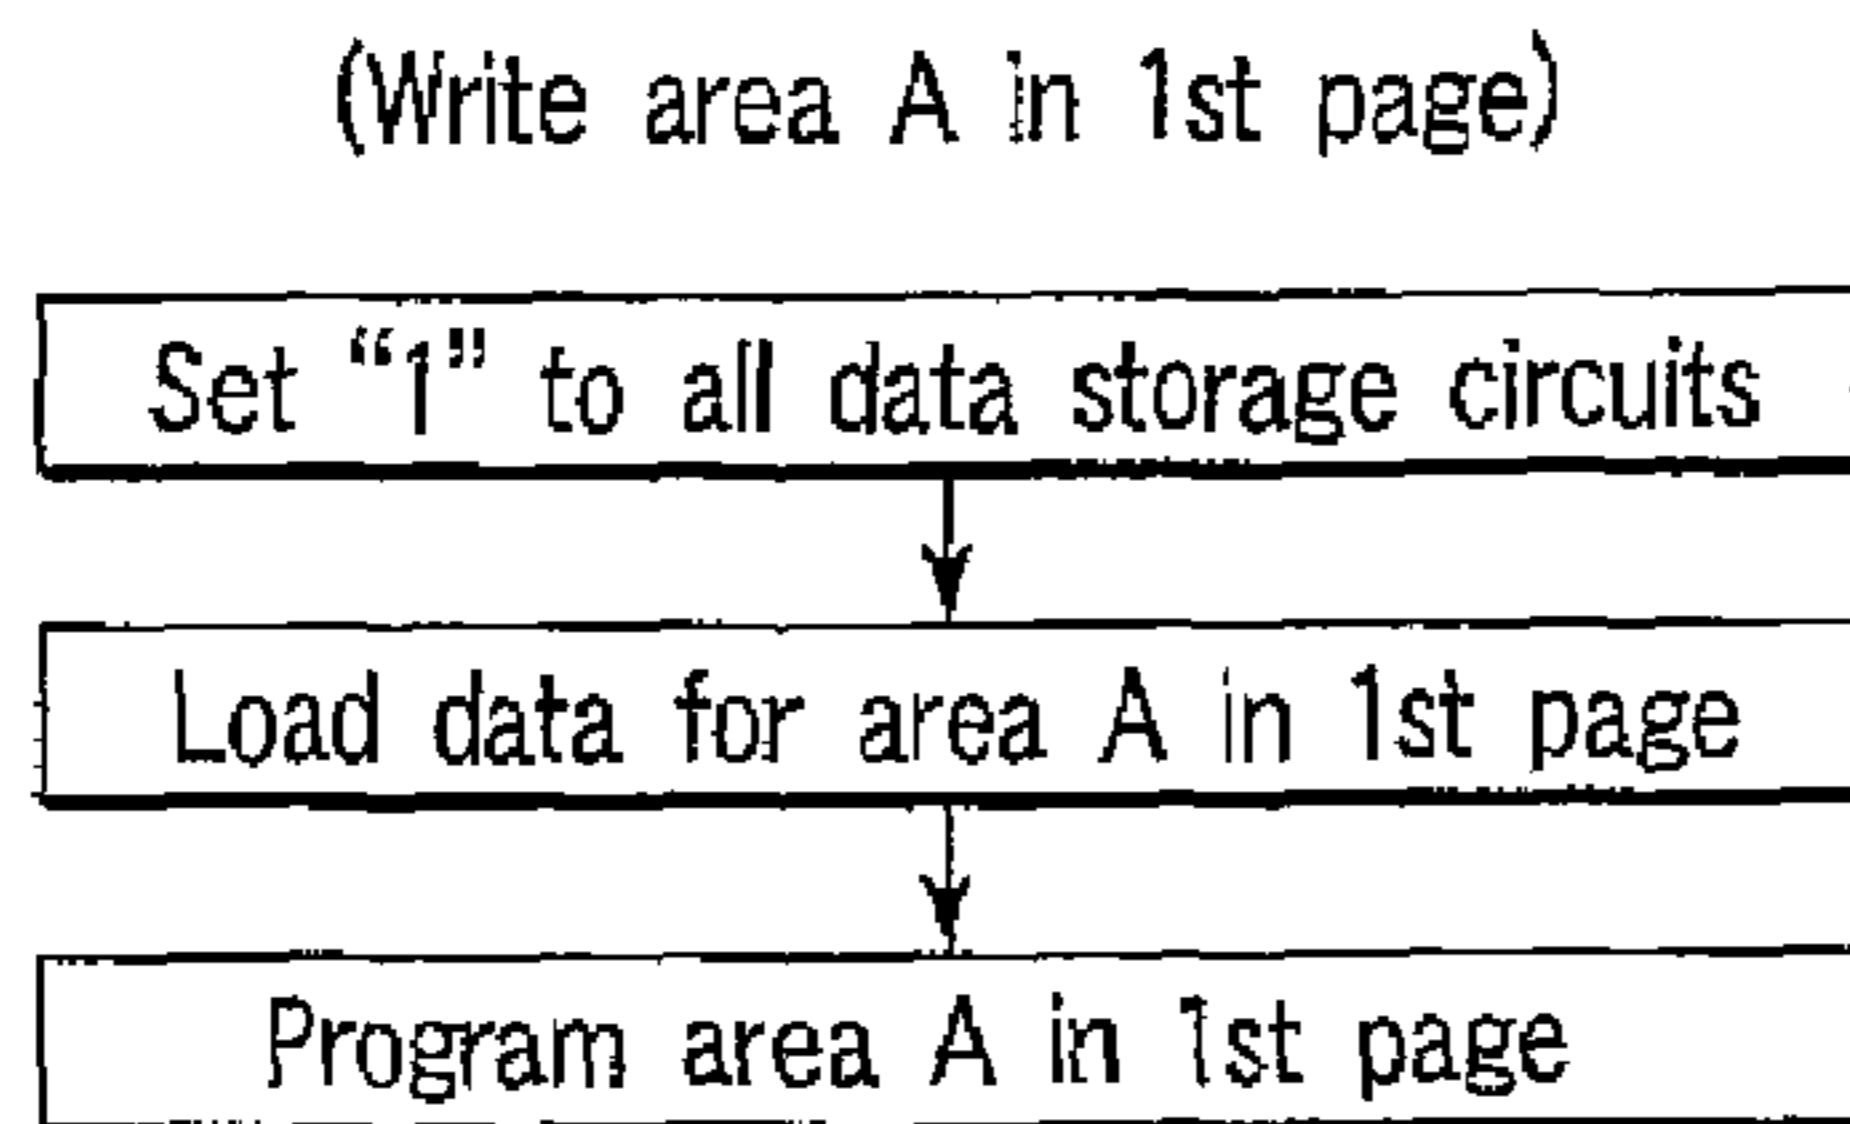 (Write area A in 1st page)
Set “1” to all data storage circuits
Load data for area A in 1st page
Program area A in 1st page